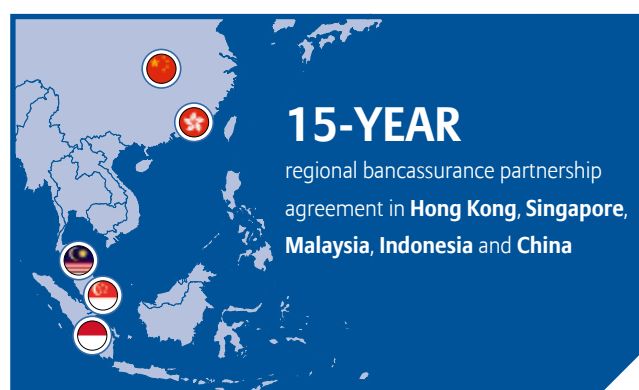 15-YEAR
regional bancassurance partnership
agreement in Hong Kong, Singapore,
Malaysia, Indonesia and China